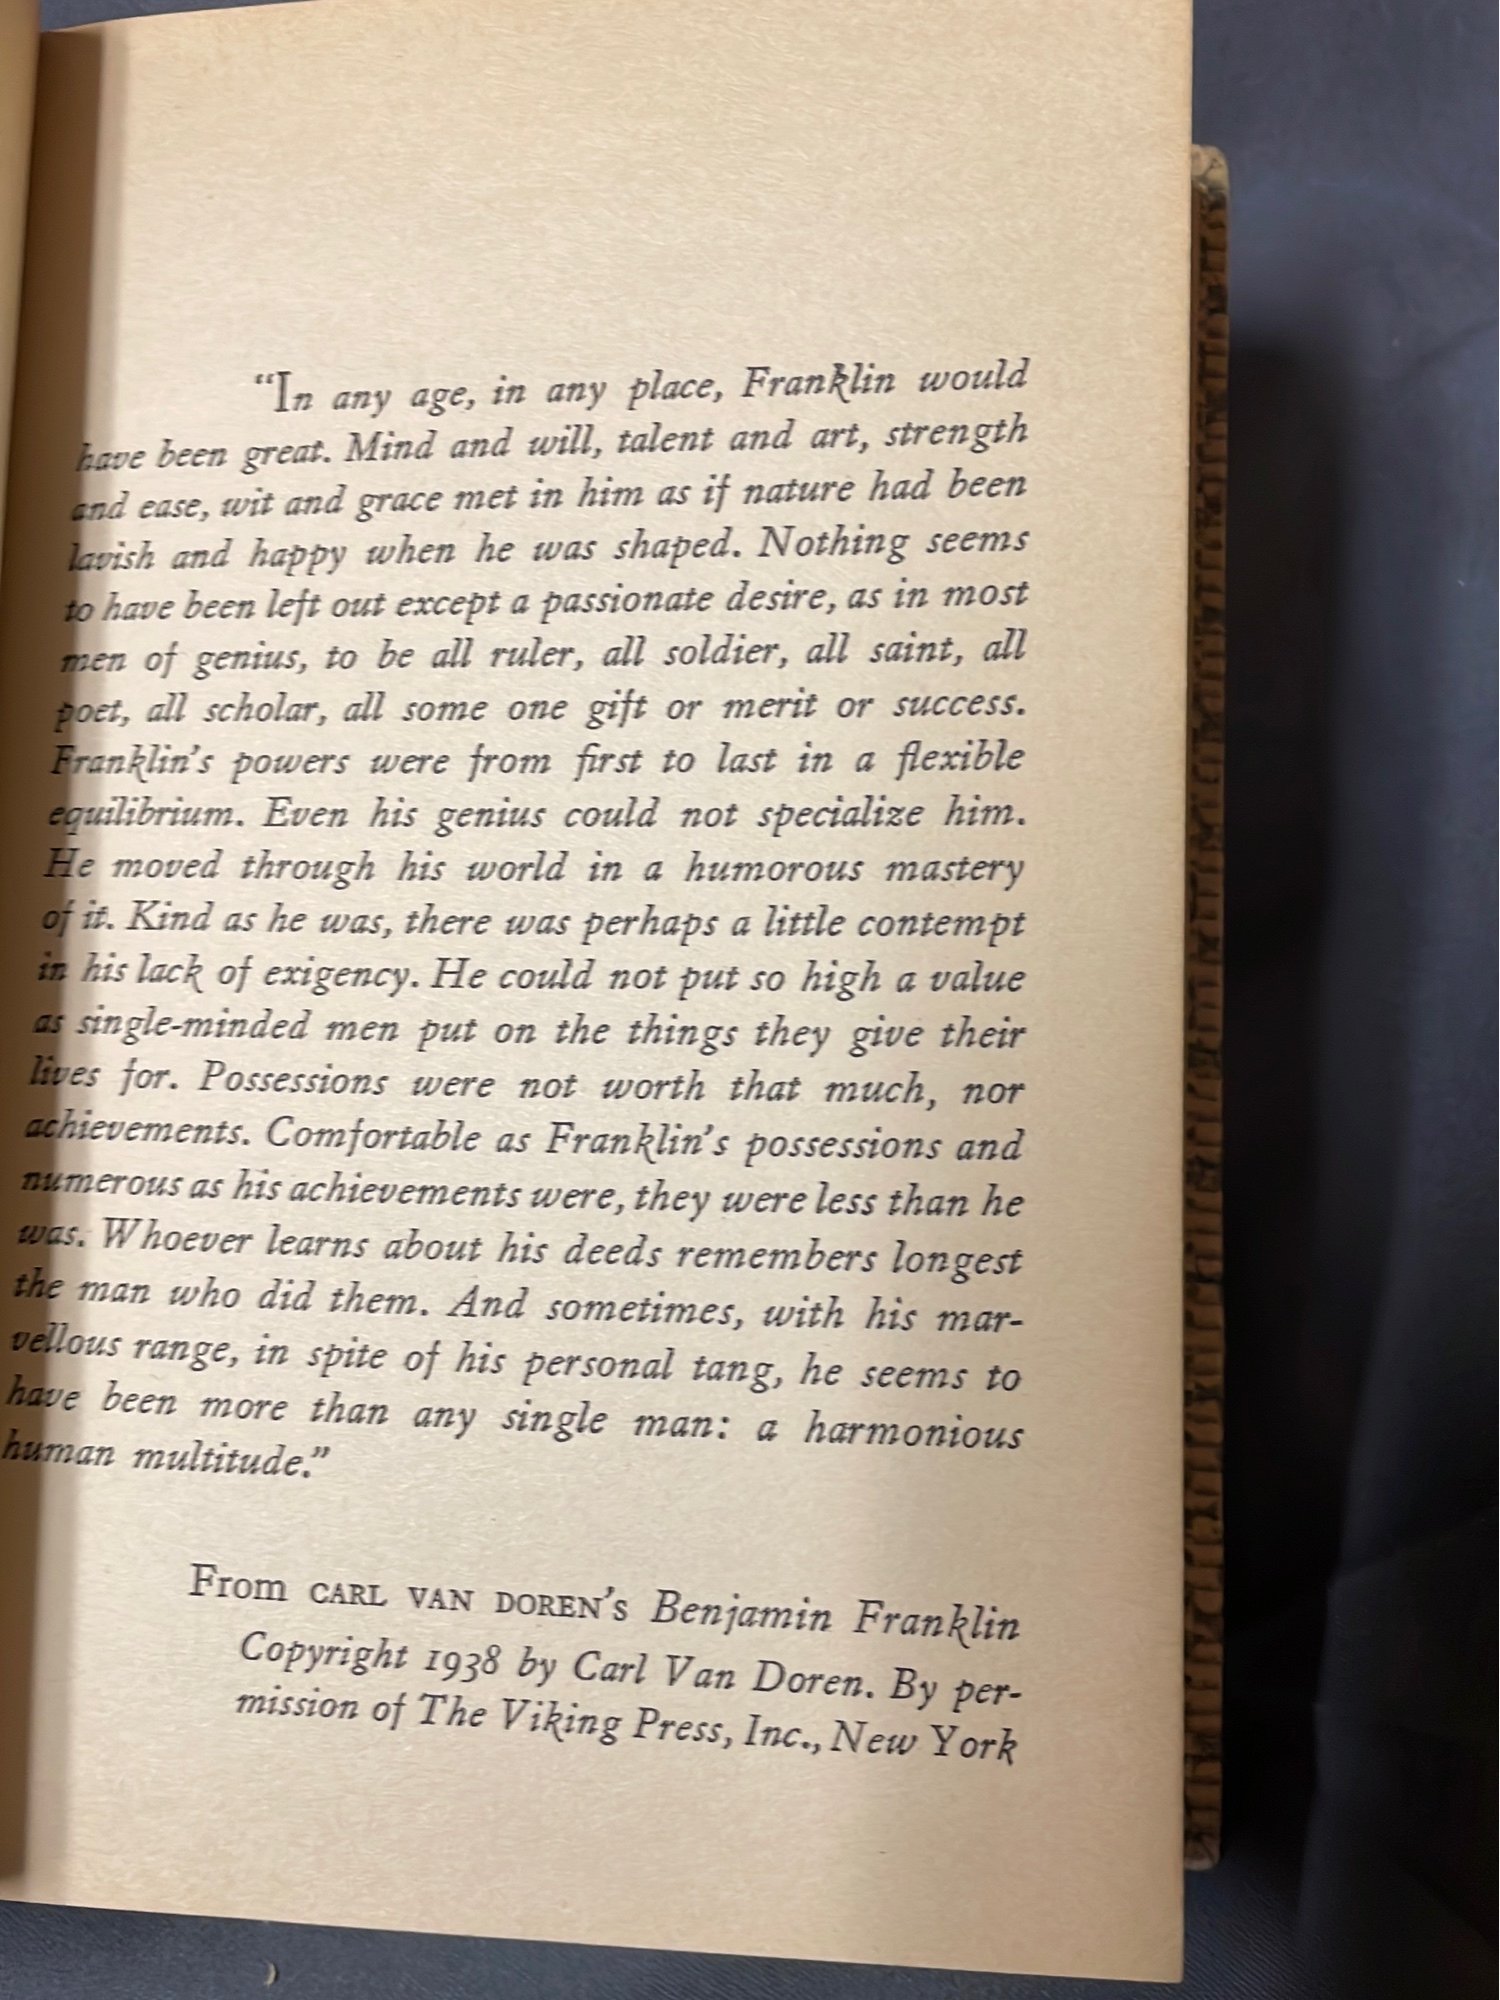 “In any age, in any place, Franklin would
have been great. Mind and will, talent and art, strength
and ease, wit and grace met in him as if nature had been
lavish and happy when he was shaped. Nothing seems
to have been left out except a passionate desire, as in most
men of genius, to be all ruler, all soldier, all saint, all
poet, all scholar, all some one gift or merit or success.
Franklin’s powers were from first to last in a flexible
equilibrium. Even his genius could not specialize him.
He moved through his world in a humorous mastery
of it. Kind as he was, there was perhaps a little contempt
in his lack of exigency. He could not put so high a value
as single-minded men put on the things they give their
lives for. Possessions were not worth that much, nor
achievements. Comfortable as Franklin’s possessions and
numerous as his achievements were, they were less than he
was. Whoever learns about his deeds remembers longest
the man who did them. And sometimes, with his mar-
vellous range, in spite of his personal tang, he seems to
have been more than any single man: a harmonious
human multitude.”
From CARL VAN DOREN’S Benjamin Franklin
Copyright 1938 by Carl Van Doren. By per-
mission of The Viking Press, Inc., New York